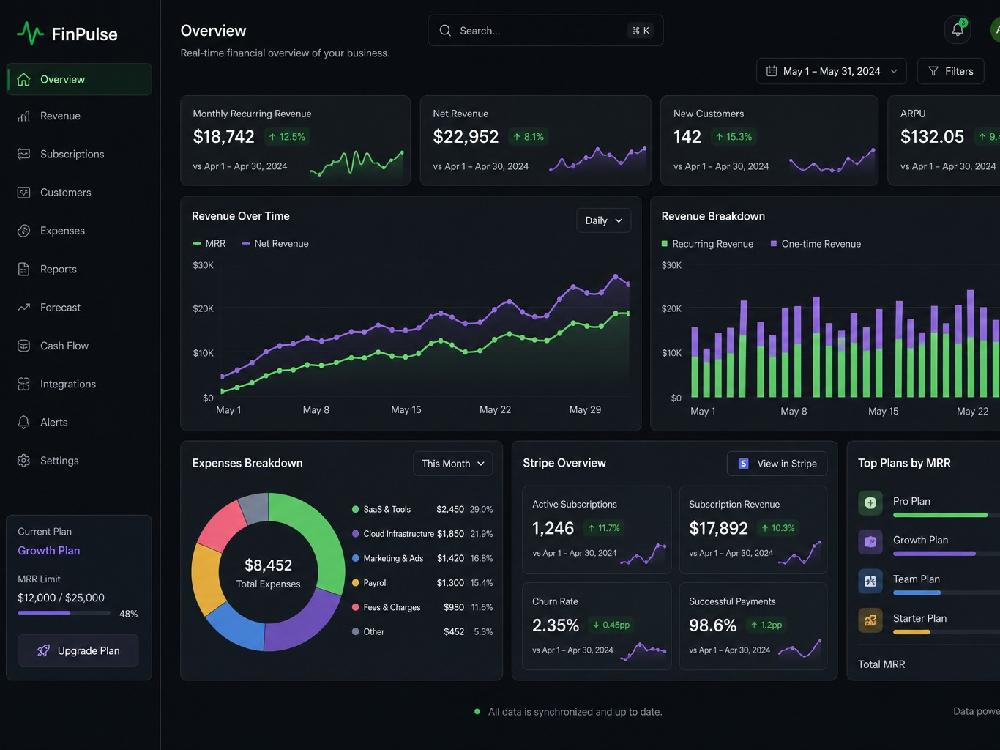 FinPulse
Overview
Revenue
Subscriptions
Customers
Expenses
Reports
Forecast
Cash Flow
Integrations
Alerts
Settings
Current Plan
Growth Plan
MRR Limit
$12,000 / $25,000
48%
Upgrade Plan
Overview
Real-time financial overview of your business.
Search...
⌘ K
May 1 – May 31, 2024
Filters
Monthly Recurring Revenue
$18,742 ↑ 12.5%
vs Apr 1 – Apr 30, 2024
Net Revenue
$22,952 ↑ 8.1%
vs Apr 1 – Apr 30, 2024
New Customers
142 ↑ 15.3%
vs Apr 1 – Apr 30, 2024
ARPU
$132.05 ↑ 9.
vs Apr 1 – Apr 30, 2024
Revenue Over Time
Daily
MRR Net Revenue
$30K
$20K
$10K
$0
May 1 May 8 May 15 May 22 May 29
Revenue Breakdown
Recurring Revenue One-time Revenue
$30K
$20K
$10K
$0
May 1 May 8 May 15 May 22
Expenses Breakdown
This Month
$8,452
Total Expenses
SaaS & Tools $2,450 29.0%
Cloud Infrastructure $1,850 21.9%
Marketing & Ads $1,420 16.8%
Payrol $1,300 15.4%
Fees & Charges $980 11.6%
Other $452 5.3%
Stripe Overview
S View in Stripe
Active Subscriptions
1,246 ↑ 11.7%
vs Apr 1 – Apr 30, 2024
Subscription Revenue
$17,892 ↑ 10.3%
vs Apr 1 – Apr 30, 2024
Churn Rate
2.35% ↓ 0.45pp
vs Apr 1 – Apr 30, 2024
Successful Payments
98.6% ↑ 1.2pp
vs Apr 1 – Apr 30, 2024
Top Plans by MRR
Pro Plan
Growth Plan
Team Plan
Starter Plan
Total MRR
All data is synchronized and up to date.
Data powe